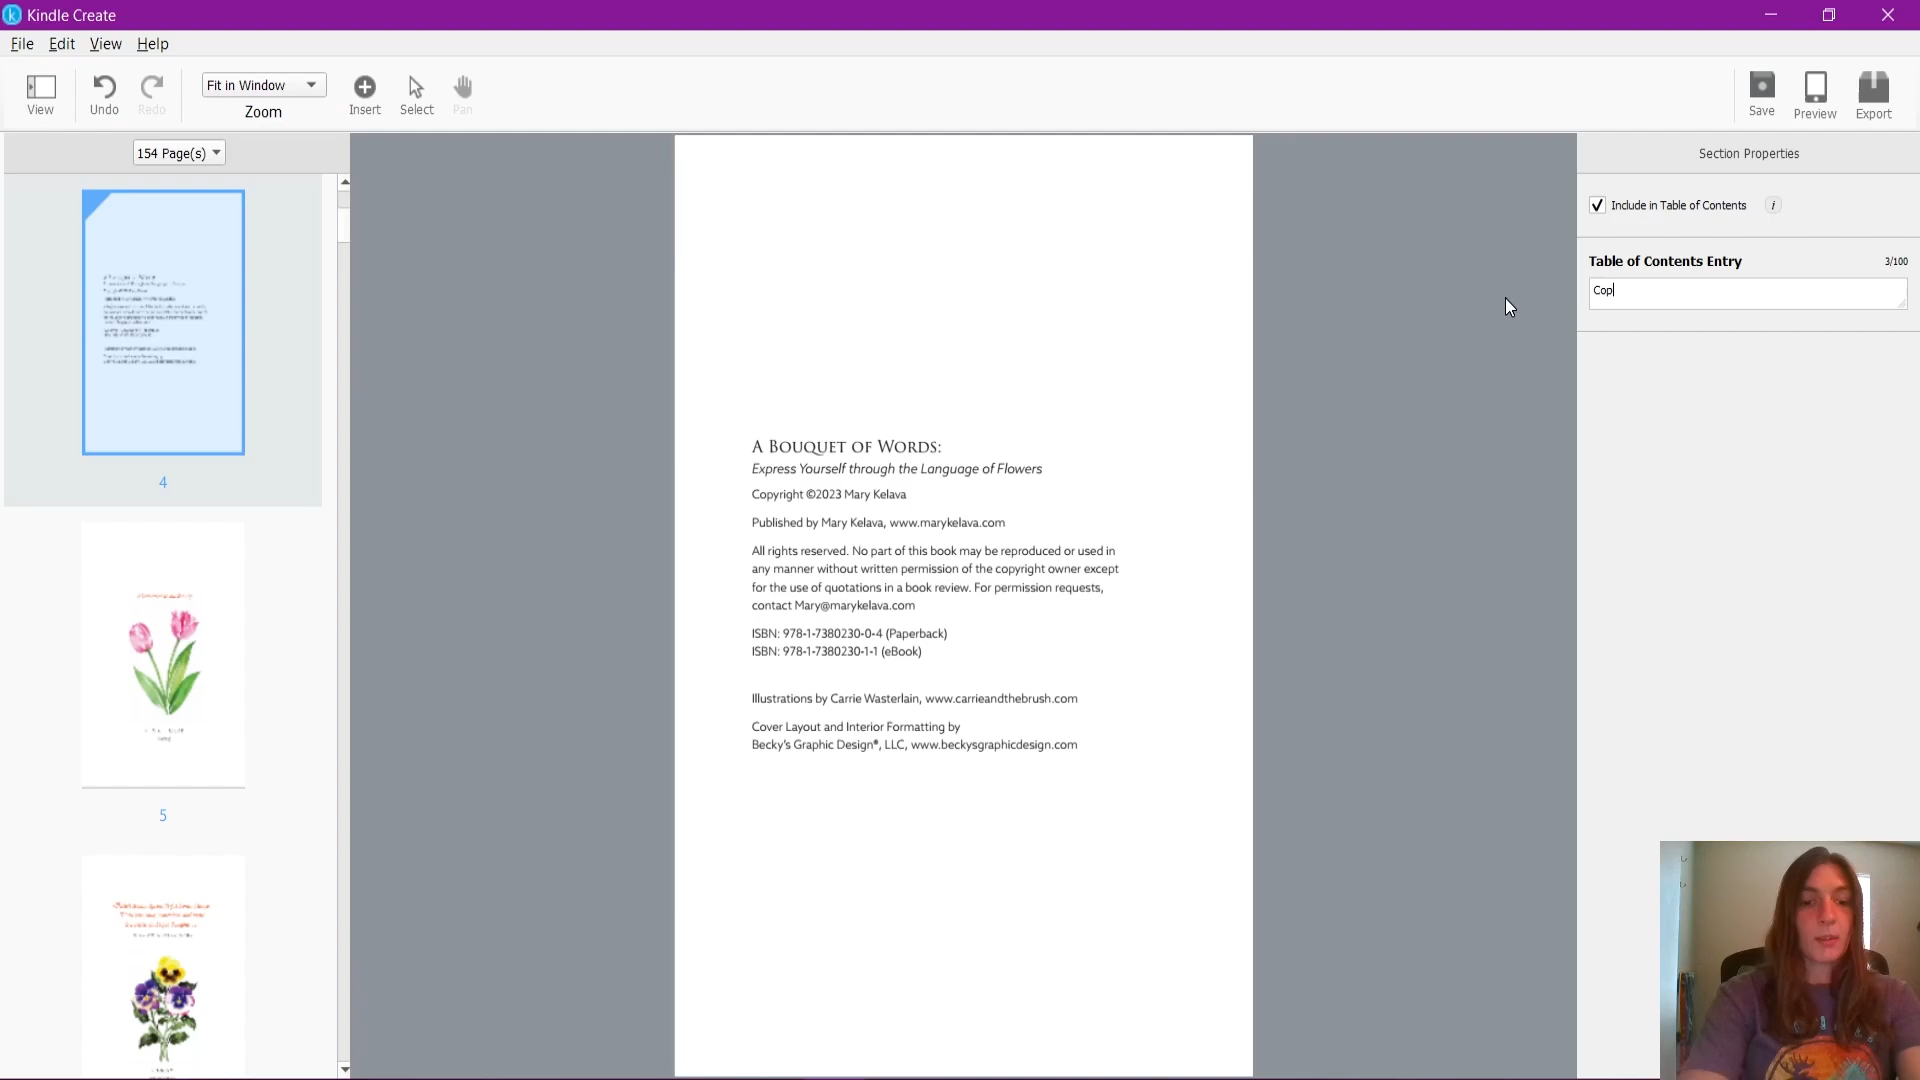 Kindle Create
File Edit View Help
View Undo Redo Fit in Window Zoom Insert Select Pan Save Preview Export
154 Page(s)
4
5
A Bouquet of Words:
Express Yourself through the Language of Flowers
Copyright ©2023 Mary Kelava
Published by Mary Kelava, www.marykelava.com
All rights reserved. No part of this book may be reproduced or used in
any manner without written permission of the copyright owner except
for the use of quotations in a book review. For permission requests,
contact Mary@marykelava.com
ISBN: 978-1-7380230-0-4 (Paperback)
ISBN: 978-1-7380230-1-1 (eBook)
Illustrations by Carrie Wasterlain, www.carrieandthebrush.com
Cover Layout and Interior Formatting by
Becky's Graphic Design®, LLC, www.beckysgraphicdesign.com
Section Properties
Include in Table of Contents i
Table of Contents Entry 3/100
Cop